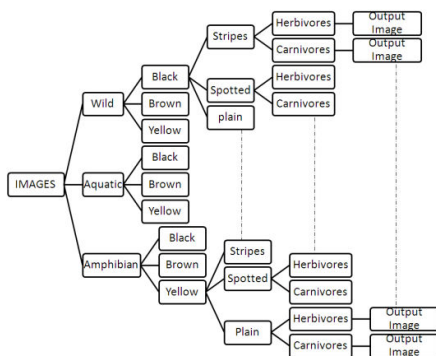 Output
Image
Herbivores
Stripes
Output
Image
Carnivores
Black
Herbivores
Spotted
Wild
Brown
Carnivores
plain
Yellow
Black
IMAGES
Aquatic
Brown
Yellow
Black
Stripes
Amphibian
Brown
Herbivores
Spotted
Yellow
Carnivores
Herbivores
Output
Image
Plain
Carnivores
Output
Image